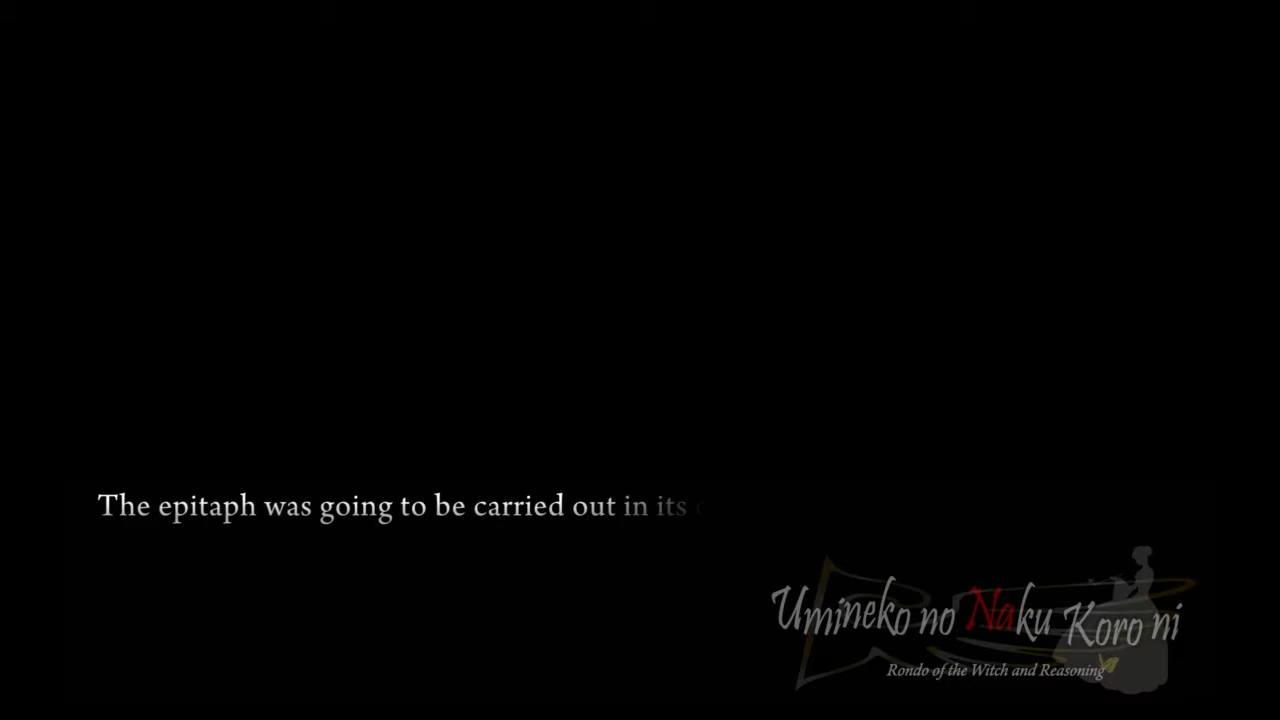 The epitaph was going to be carried out in its
Umineko no Naku Koro ni
Rondo of the Witch and Reasoning